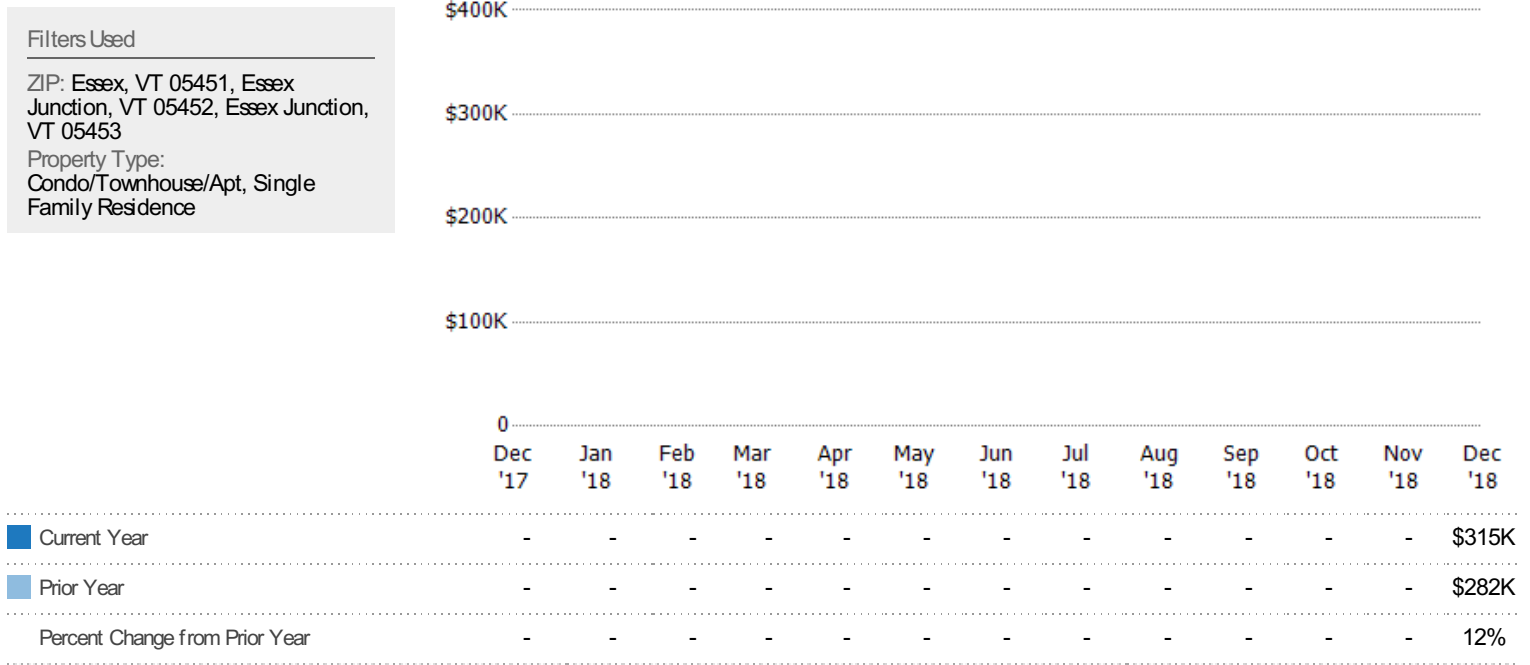 Filters Used
ZIP: Essex, VT 05451, Essex
Junction, VT 05452, Essex Junction,
VT 05453
Property Type:
Condo/Townhouse/Apt, Single
Family Residence
$400K
$300K
$200K
$100K
0
Dec Jan Feb Mar Apr May Jun Jul Aug Sep Oct Nov Dec
'17 '18 '18 '18 '18 '18 '18 '18 '18 '18 '18 '18 '18
Current Year - - - - - - - - - - - - $315K
Prior Year - - - - - - - - - - - - $282K
Percent Change from Prior Year - - - - - - - - - - - - 12%